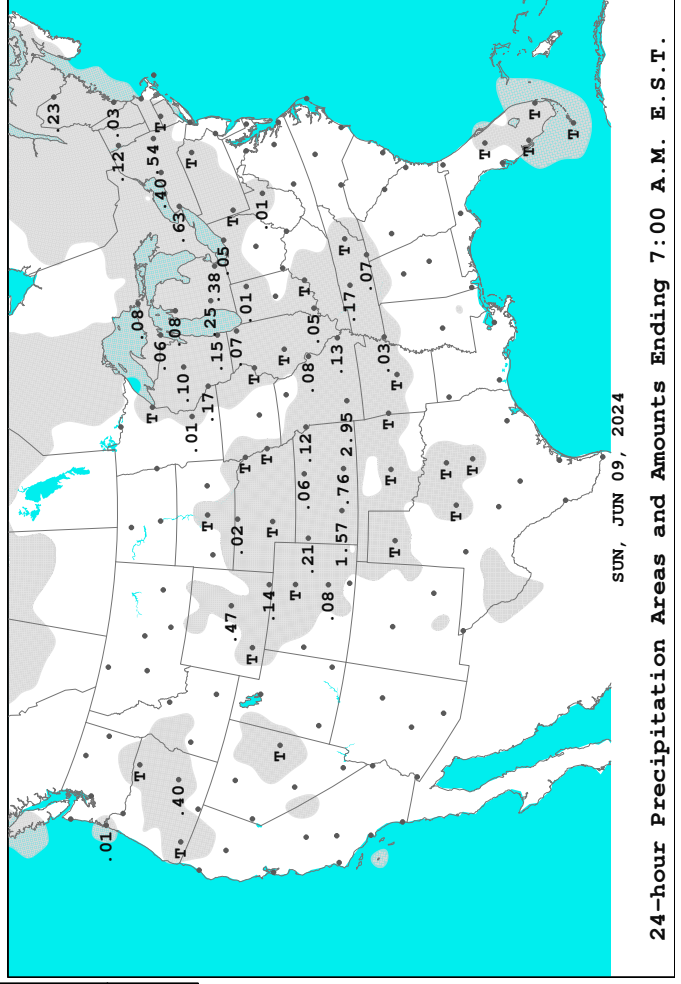 .23
.01
.03
.12
T
.08
T
.54
T
.06
.40
.08
.40
.63
T
.10
T
.01
.17
T
.25
.38
.15
.05
.47
T
.07
.02
T
.01
T
T
.01
T
.14
T
T
T
T
.06
.12
T
.21
.08
.05
.08
.13
1.57
.76
2.95
T
.17
.07
.03
T
T
T
T
T
T
T
T
T
T
T
SUN, JUN 09, 2024
24-hour Precipitation Areas and Amounts Ending 7:00 A.M. E.S.T.